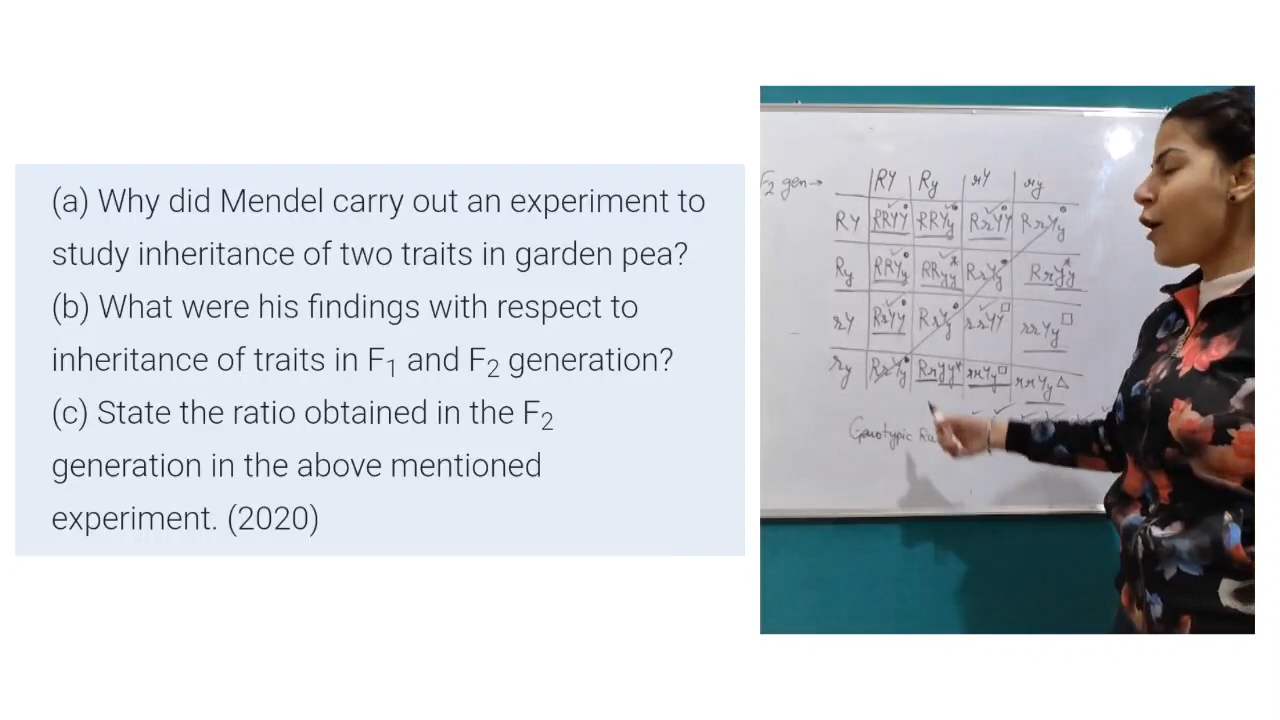 (a) Why did Mendel carry out an experiment to
study inheritance of two traits in garden pea?
(b) What were his findings with respect to
inheritance of traits in F₁ and F₂ generation?
(c) State the ratio obtained in the F₂
generation in the above mentioned
experiment. (2020)
F₂ gen→ RY Ry rY ry
RY RRYY RRYy RrYY RrYy
Ry RRYy RRyy RrYy Rryy
rY RrYY RrYy rrYY rrYy
ry RrYy Rryy rrYy rrYy
Genotypic